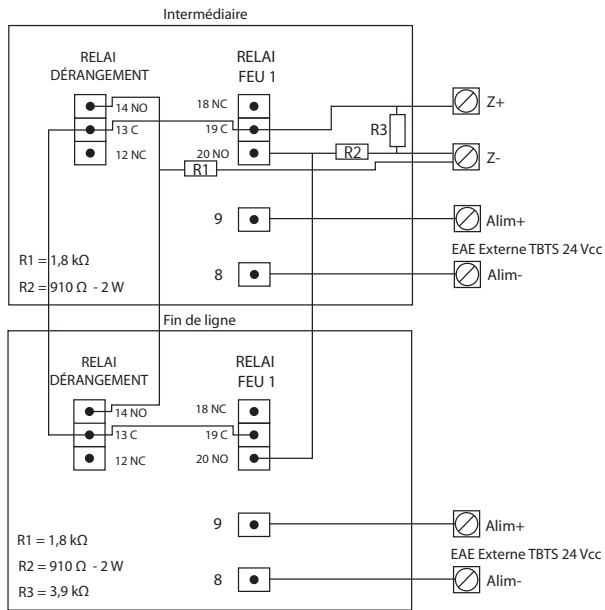 Intermédiaire
RELAI
DÉRANGEMENT
RELAI
FEU 1
14 NO
13 C
12 NC
18 NC
19 C
20 NO
R1
R2
R3
Z+
Z-
9
Alim+
EAE Externe TBTS 24 Vcc
8
Alim-
R1 = 1,8 kΩ
R2 = 910 Ω - 2 W
Fin de ligne
RELAI
DÉRANGEMENT
RELAI
FEU 1
14 NO
13 C
12 NC
18 NC
19 C
20 NO
9
Alim+
EAE Externe TBTS 24 Vcc
8
Alim-
R1 = 1,8 kΩ
R2 = 910 Ω - 2 W
R3 = 3,9 kΩ